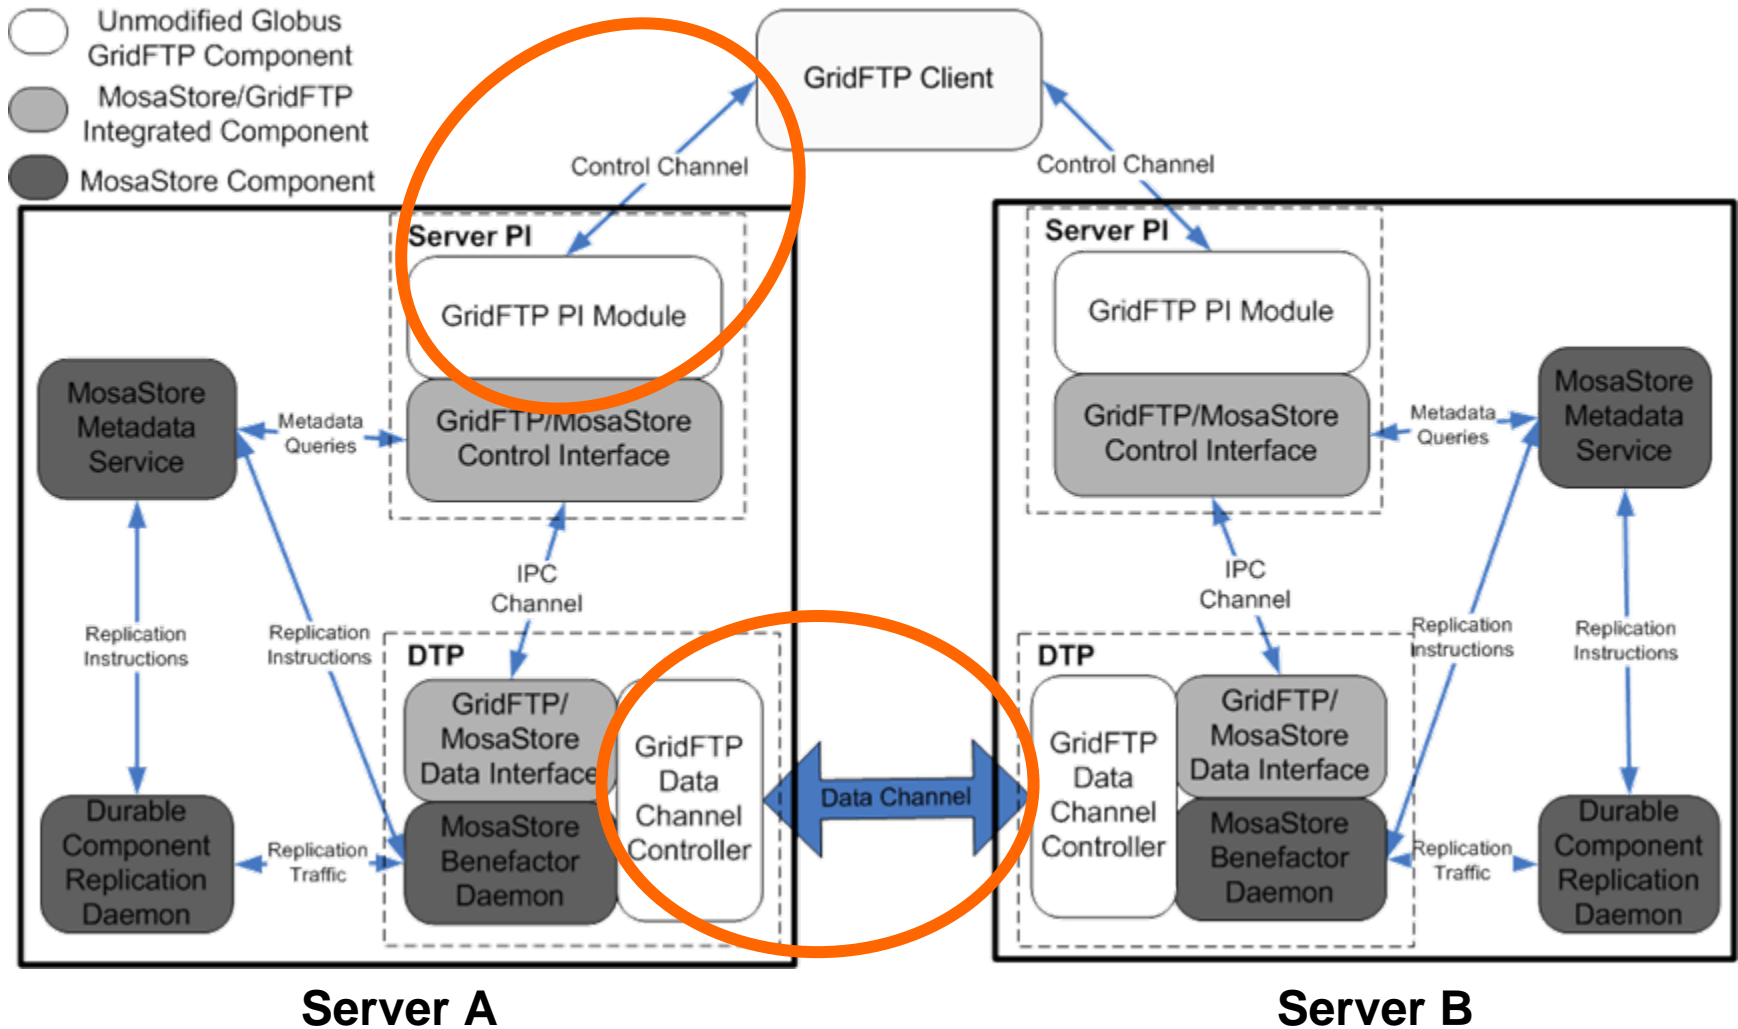 Unmodified Globus
GridFTP Component
MosaStore/GridFTP
Integrated Component
MosaStore Component
GridFTP Client
Control Channel
Control Channel
Server PI
GridFTP PI Module
GridFTP/MosaStore
Control Interface
MosaStore
Metadata
Service
Metadata
Queries
IPC
Channel
Replication
Instructions
Replication
Instructions
DTP
GridFTP/
MosaStore
Data Interface
GridFTP
Data
Channel
Controller
MosaStore
Benefactor
Daemon
Durable
Component
Replication
Daemon
Replication
Traffic
Data Channel
Server PI
GridFTP PI Module
GridFTP/MosaStore
Control Interface
Metadata
Queries
MosaStore
Metadata
Service
IPC
Channel
Replication
Instructions
Replication
Instructions
DTP
GridFTP
Data
Channel
Controller
GridFTP/
MosaStore
Data Interface
MosaStore
Benefactor
Daemon
Replication
Traffic
Durable
Component
Replication
Daemon
Server A
Server B